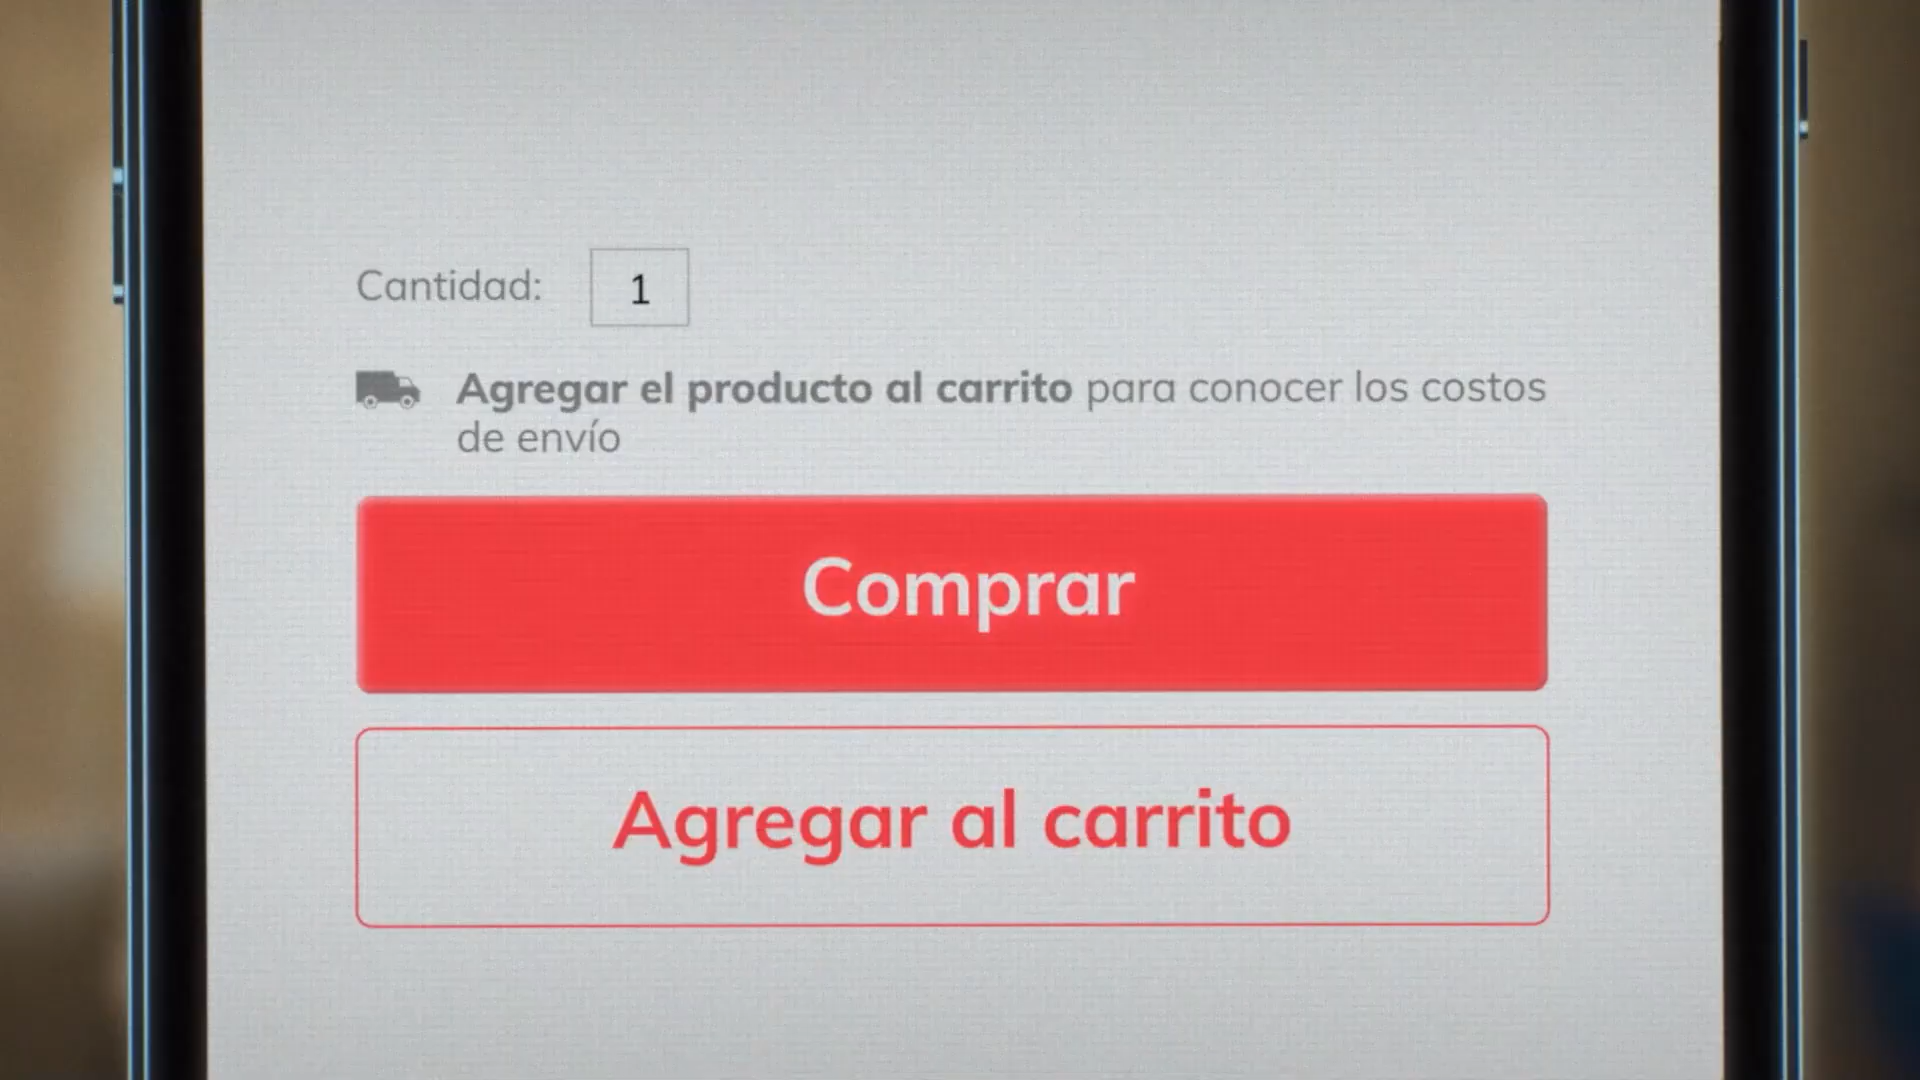 Cantidad: 1
Agregar el producto al carrito para conocer los costos
de envío
Comprar
Agregar al carrito